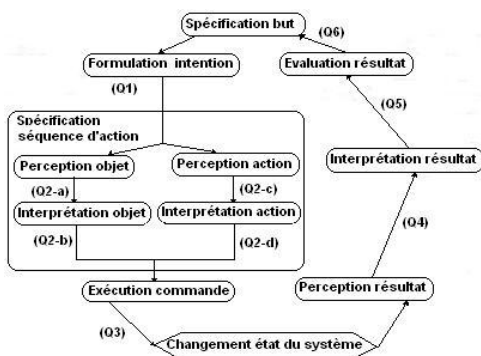 Spécification but
(Q6)
Formulation intention
Evaluation résultat
(Q1)
(Q5)
Spécification
séquence d'action
Perception objet
Perception action
Interprétation résultat
(Q2-a)
(Q2-c)
Interprétation objet
Interprétation action
(Q2-b)
(Q2-d)
(Q4)
Exécution commande
Perception résultat
(Q3)
Changement état du système